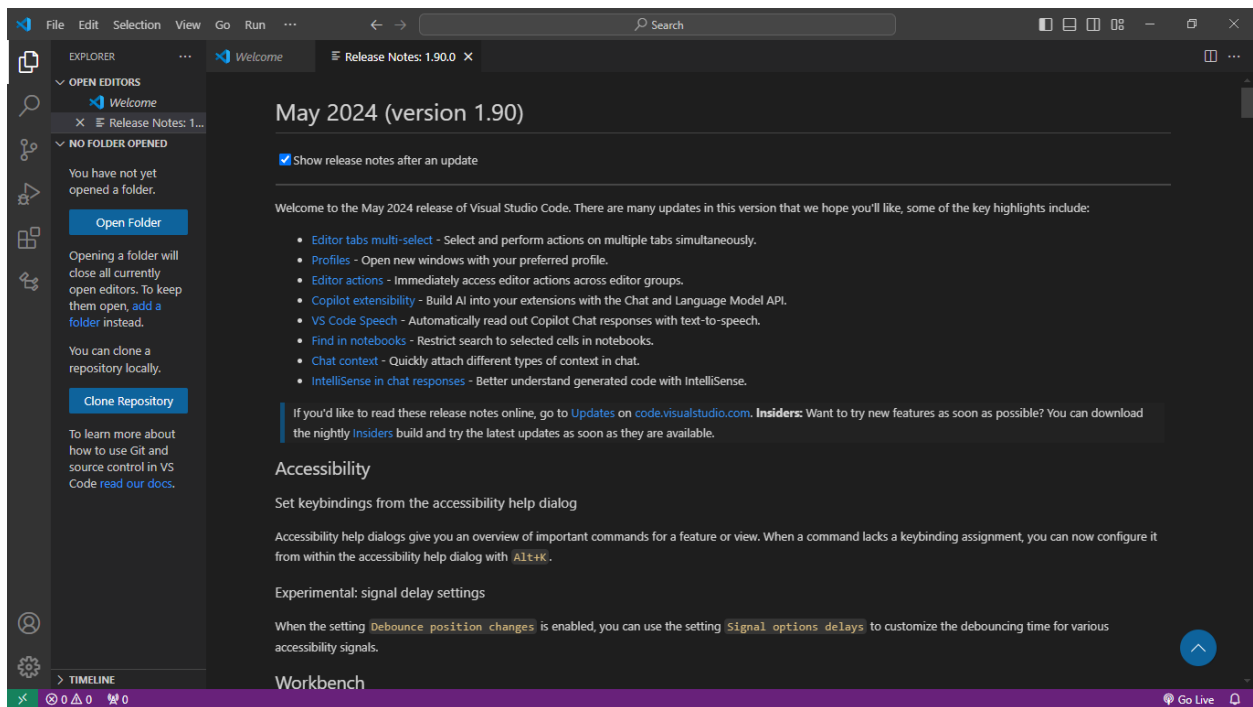 File Edit Selection View Go Run ···
Search
EXPLORER ···
Welcome
Release Notes: 1.90.0
OPEN EDITORS
Welcome
Release Notes: 1...
NO FOLDER OPENED
You have not yet
opened a folder.
Open Folder
Opening a folder will
close all currently
open editors. To keep
them open, add a
folder instead.
You can clone a
repository locally.
Clone Repository
To learn more about
how to use Git and
source control in VS
Code read our docs.
TIMELINE
May 2024 (version 1.90)
Show release notes after an update
Welcome to the May 2024 release of Visual Studio Code. There are many updates in this version that we hope you'll like, some of the key highlights include:
• Editor tabs multi-select - Select and perform actions on multiple tabs simultaneously.
• Profiles - Open new windows with your preferred profile.
• Editor actions - Immediately access editor actions across editor groups.
• Copilot extensibility - Build AI into your extensions with the Chat and Language Model API.
• VS Code Speech - Automatically read out Copilot Chat responses with text-to-speech.
• Find in notebooks - Restrict search to selected cells in notebooks.
• Chat context - Quickly attach different types of context in chat.
• IntelliSense in chat responses - Better understand generated code with IntelliSense.
If you'd like to read these release notes online, go to Updates on code.visualstudio.com. Insiders: Want to try new features as soon as possible? You can download
the nightly Insiders build and try the latest updates as soon as they are available.
Accessibility
Set keybindings from the accessibility help dialog
Accessibility help dialogs give you an overview of important commands for a feature or view. When a command lacks a keybinding assignment, you can now configure it
from within the accessibility help dialog with Alt+K.
Experimental: signal delay settings
When the setting Debounce position changes is enabled, you can use the setting Signal options delays to customize the debouncing time for various
accessibility signals.
Workbench
0 0 0
Go Live